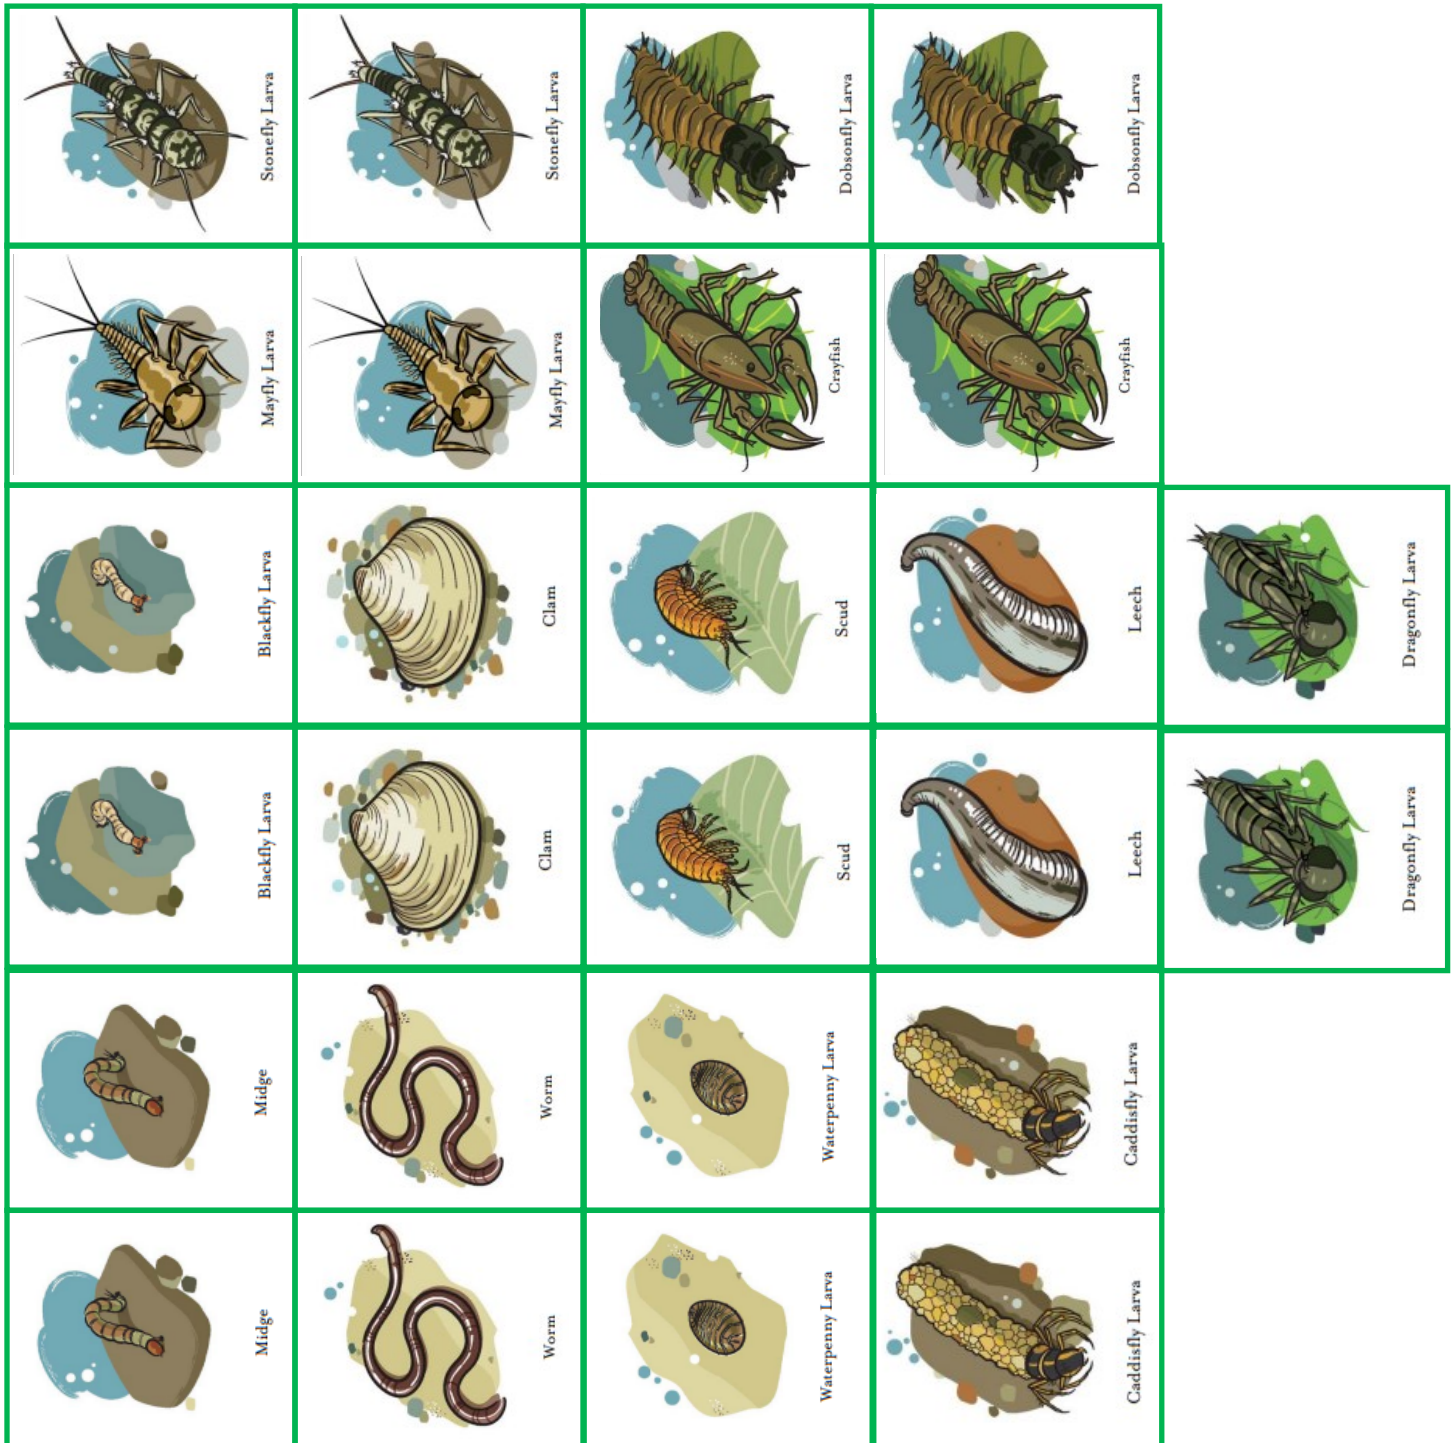 Stonefly Larva
Stonefly Larva
Dobsonfly Larva
Dobsonfly Larva
Mayfly Larva
Mayfly Larva
Crayfish
Crayfish
Blackfly Larva
Clam
Scud
Leech
Dragonfly Larva
Blackfly Larva
Clam
Scud
Leech
Dragonfly Larva
Midge
Worm
Waterpenny Larva
Caddisfly Larva
Midge
Worm
Waterpenny Larva
Caddisfly Larva